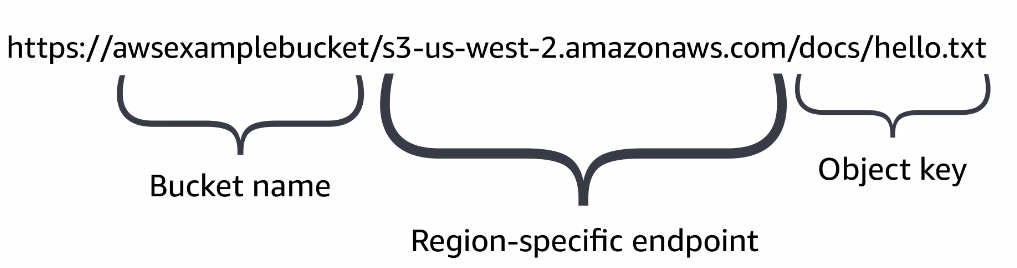 https://awsexamplebucket/s3-us-west-2.amazonaws.com/docs/hello.txt
Bucket name
Object key
Region-specific endpoint